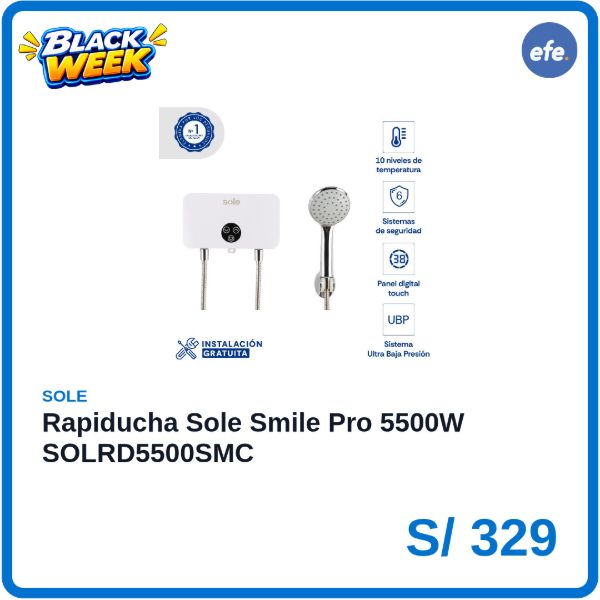 BLACK
WEEK
efe.
N° 1
sole
10 niveles de
temperatura
6
Sistemas
de seguridad
38
Panel digital
touch
UBP
Sistema
Ultra Baja Presión
INSTALACIÓN
GRATUITA
SOLE
Rapiducha Sole Smile Pro 5500W
SOLRD5500SMC
S/ 329